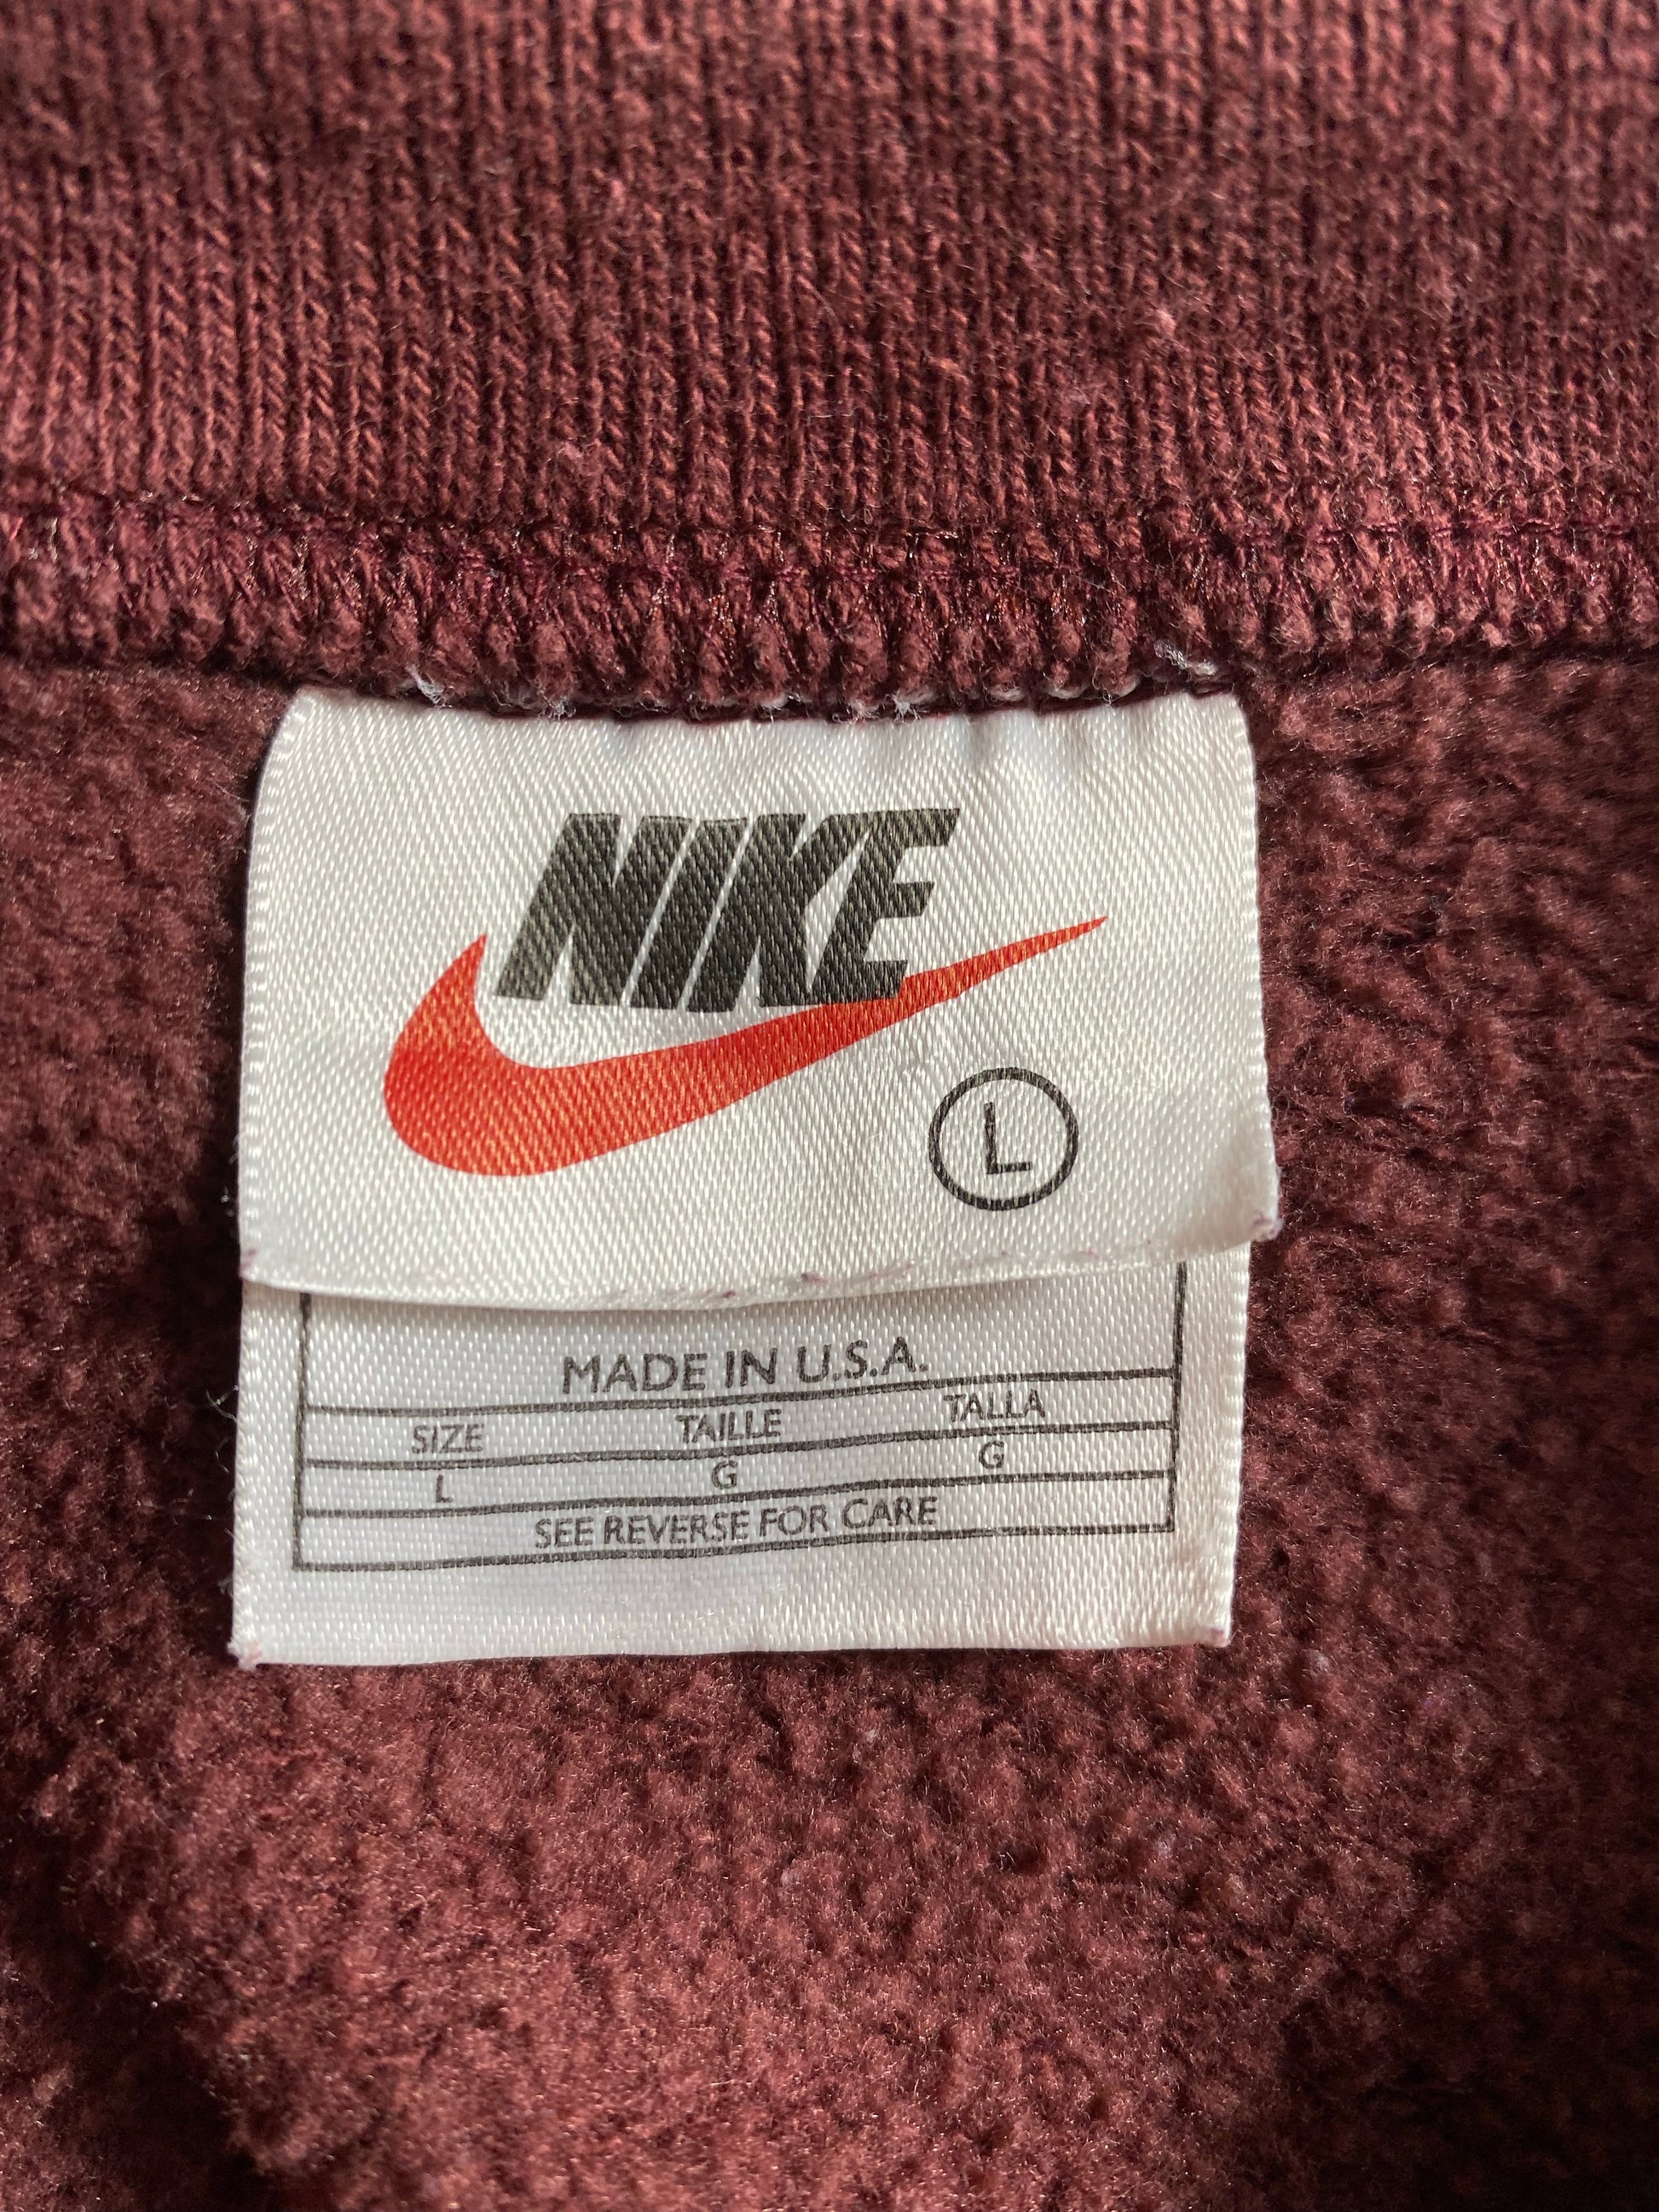 NIKE
L
MADE IN U.S.A.
SIZE TAILLE TALLA
L G G
SEE REVERSE FOR CARE